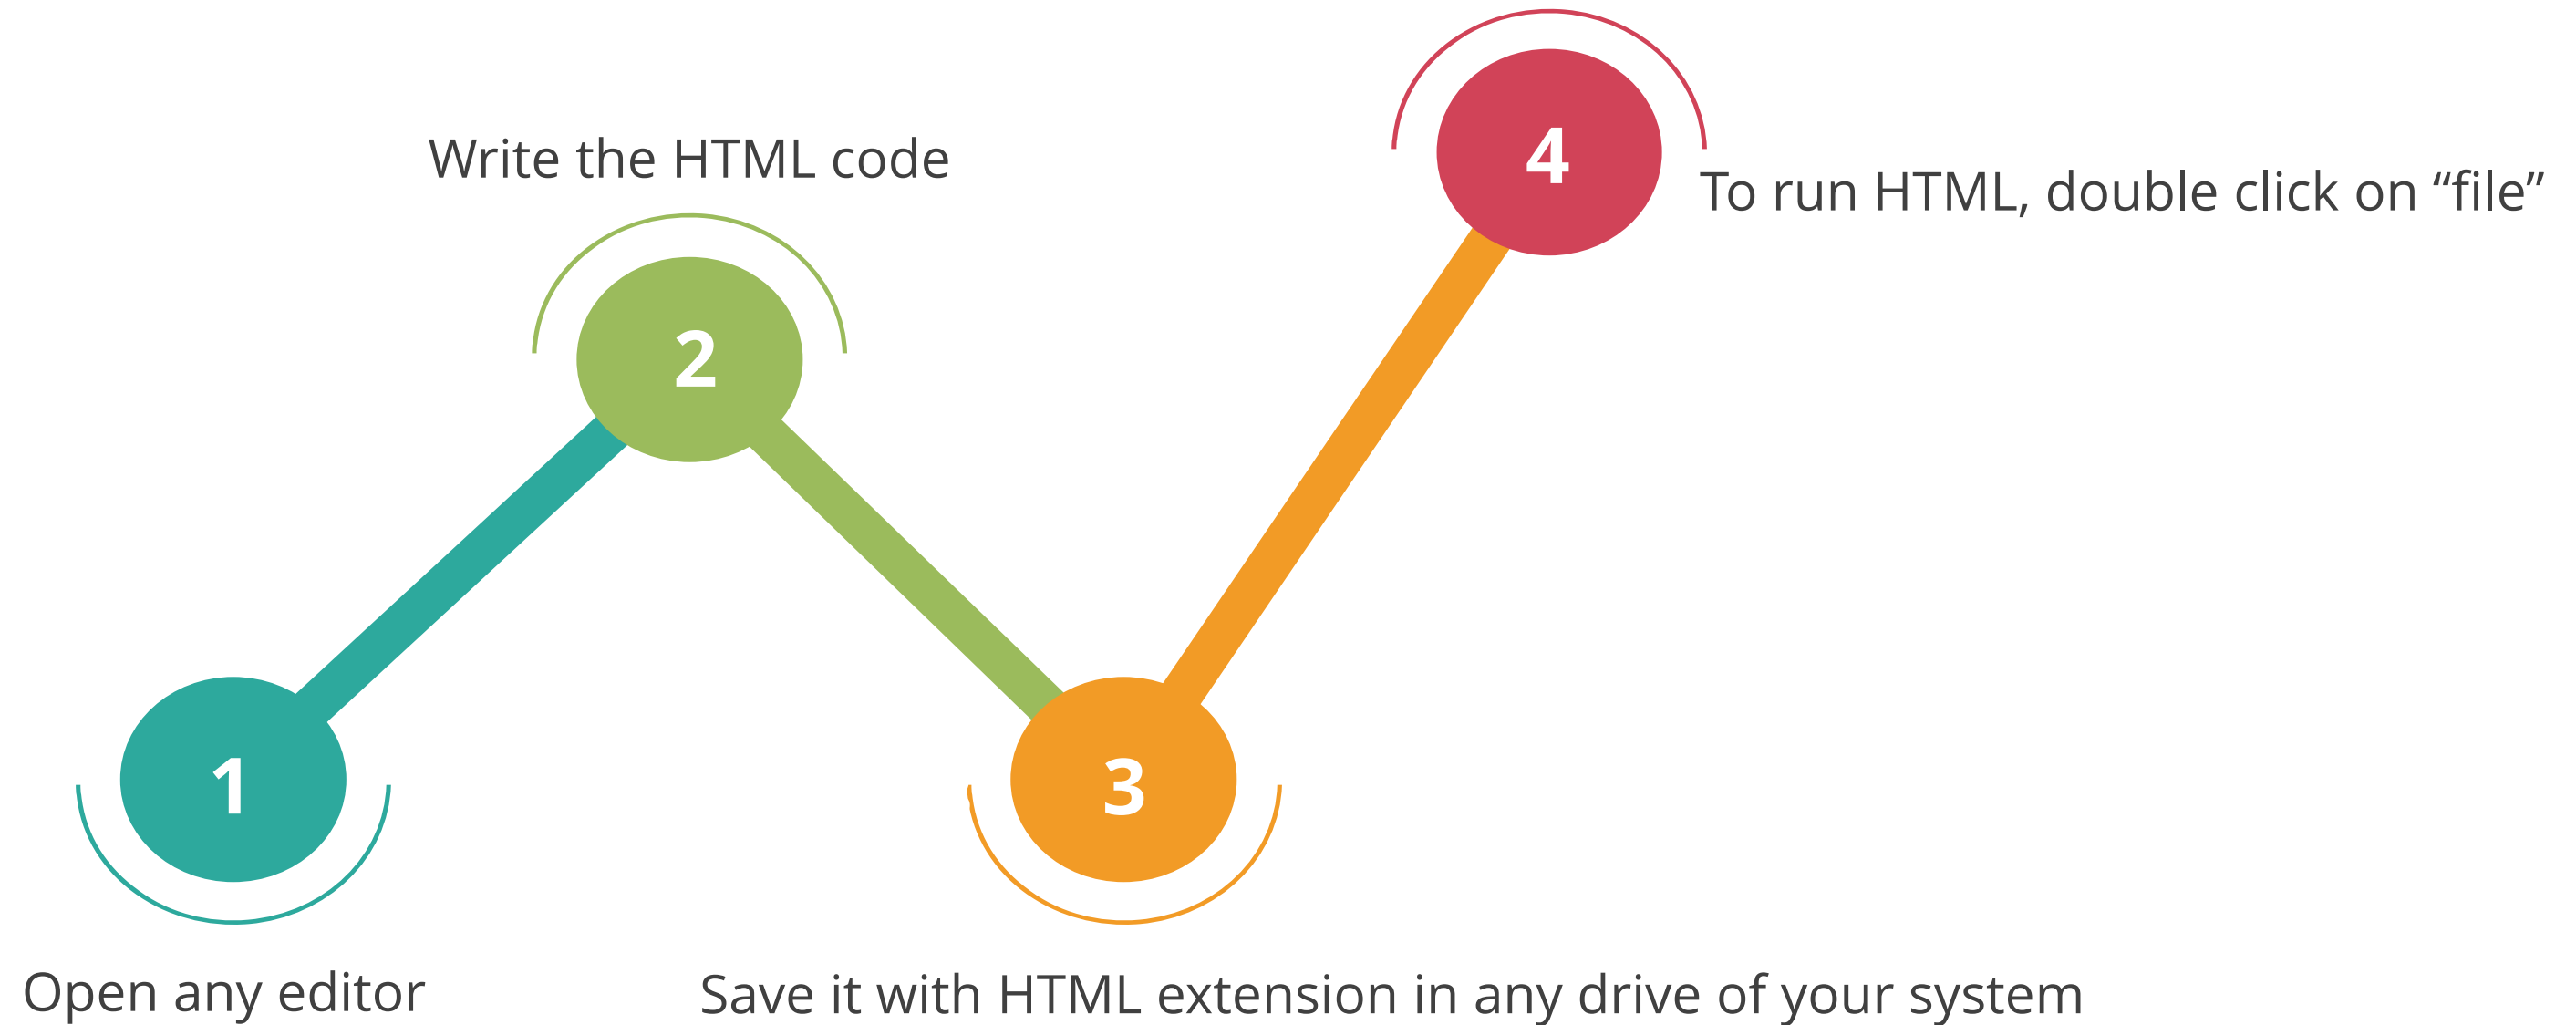 1
Open any editor
2
Write the HTML code
3
Save it with HTML extension in any drive of your system
4
To run HTML, double click on “file”